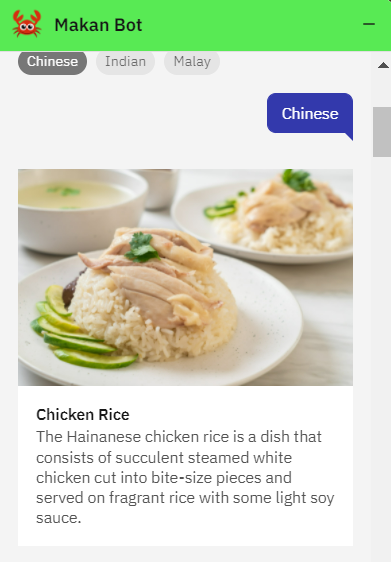 Makan Bot
Chinese Indian Malay
Chinese
Chicken Rice
The Hainanese chicken rice is a dish that
consists of succulent steamed white
chicken cut into bite-size pieces and
served on fragrant rice with some light soy
sauce.